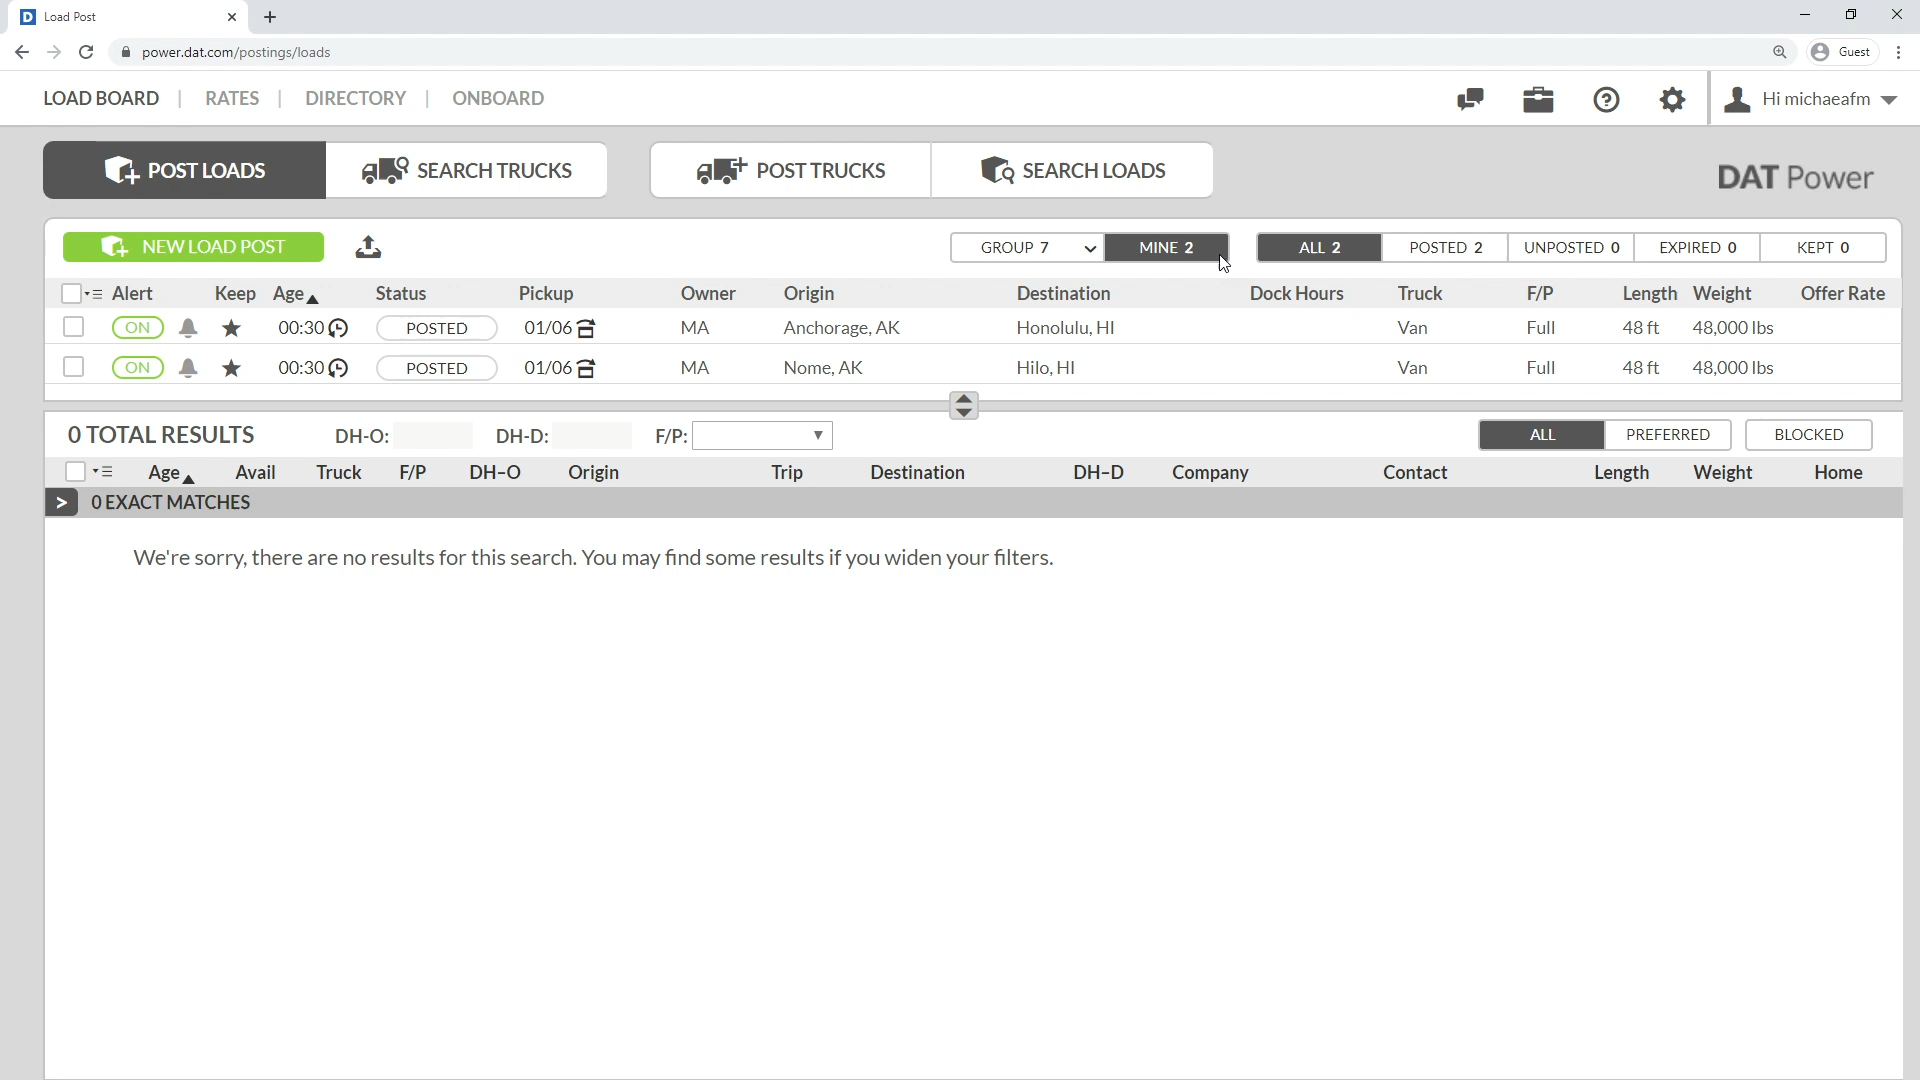 D Load Post
power.dat.com/postings/loads
Guest
LOAD BOARD | RATES | DIRECTORY | ONBOARD
Hi michaeafm
POST LOADS SEARCH TRUCKS POST TRUCKS SEARCH LOADS
DAT Power
NEW LOAD POST
GROUP 7 MINE 2 ALL 2 POSTED 2 UNPOSTED 0 EXPIRED 0 KEPT 0
Alert Keep Age Status Pickup Owner Origin Destination Dock Hours Truck F/P Length Weight Offer Rate
ON 00:30 POSTED 01/06 MA Anchorage, AK Honolulu, HI Van Full 48 ft 48,000 lbs
ON 00:30 POSTED 01/06 MA Nome, AK Hilo, HI Van Full 48 ft 48,000 lbs
0 TOTAL RESULTS DH-O: DH-D: F/P: ALL PREFERRED BLOCKED
Age Avail Truck F/P DH-O Origin Trip Destination DH-D Company Contact Length Weight Home
> 0 EXACT MATCHES
We're sorry, there are no results for this search. You may find some results if you widen your filters.